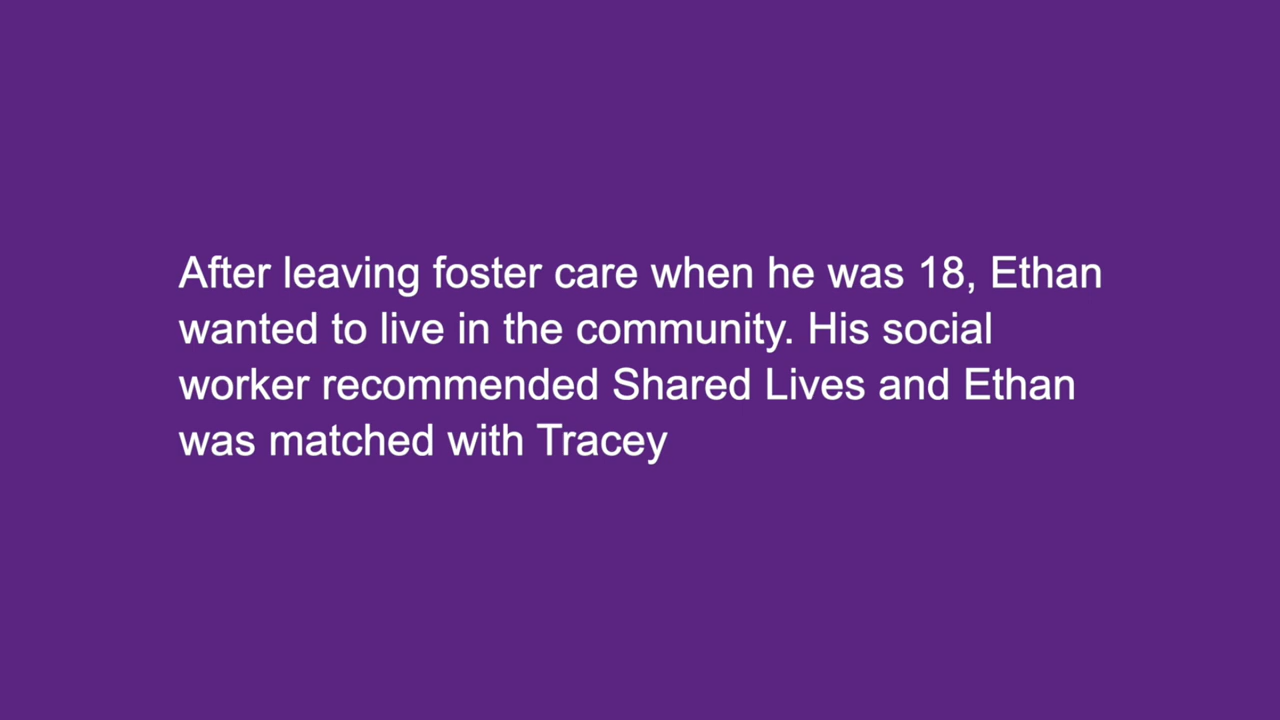 After leaving foster care when he was 18, Ethan
wanted to live in the community. His social
worker recommended Shared Lives and Ethan
was matched with Tracey